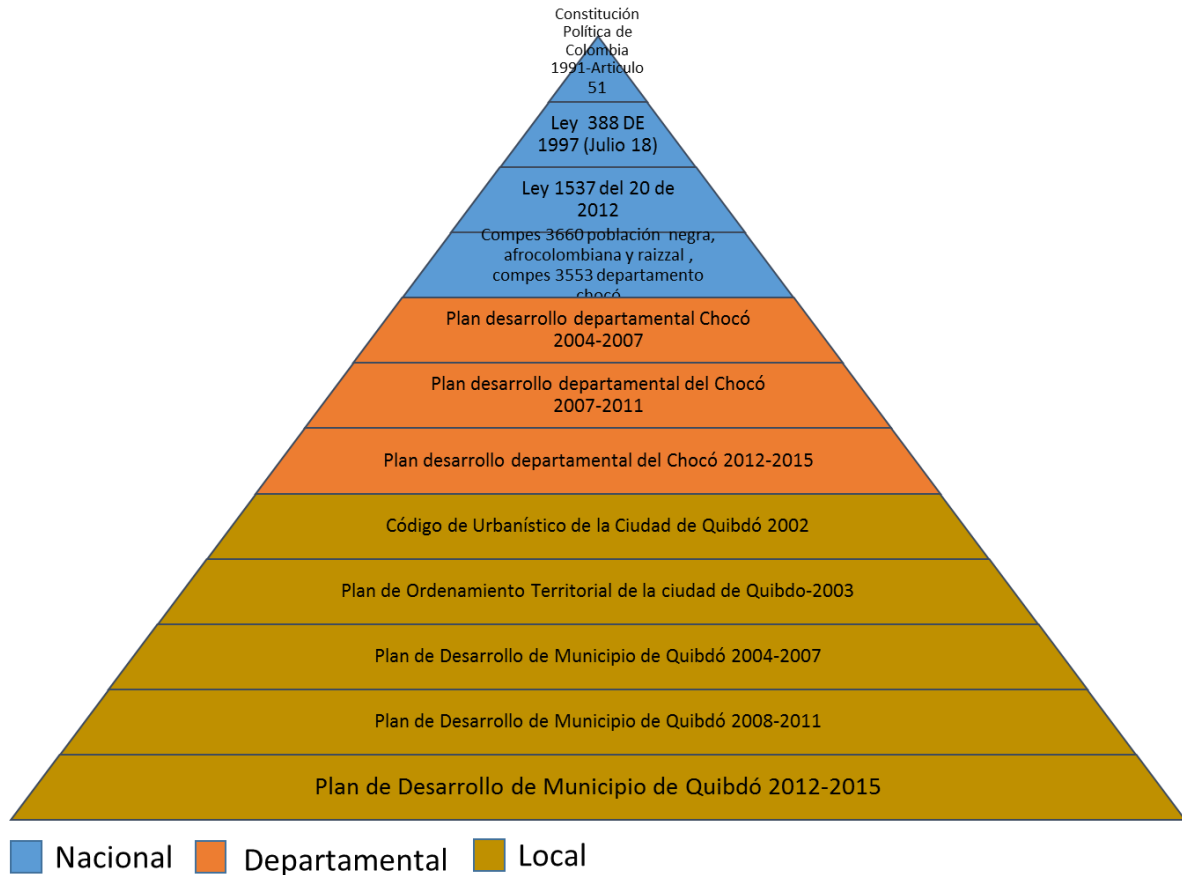 Constitución
Política de
Colombia
1991-Articulo
51
Ley 388 DE
1997 (Julio 18)
Ley 1537 del 20 de
2012
Compes 3660 población negra,
afrocolombiana y raizzal ,
compes 3553 departamento
chocó
Plan desarrollo departamental Chocó
2004-2007
Plan desarrollo departamental del Chocó
2007-2011
Plan desarrollo departamental del Chocó 2012-2015
Código de Urbanístico de la Ciudad de Quibdó 2002
Plan de Ordenamiento Territorial de la ciudad de Quibdo-2003
Plan de Desarrollo de Municipio de Quibdó 2004-2007
Plan de Desarrollo de Municipio de Quibdó 2008-2011
Plan de Desarrollo de Municipio de Quibdó 2012-2015
Nacional Departamental Local